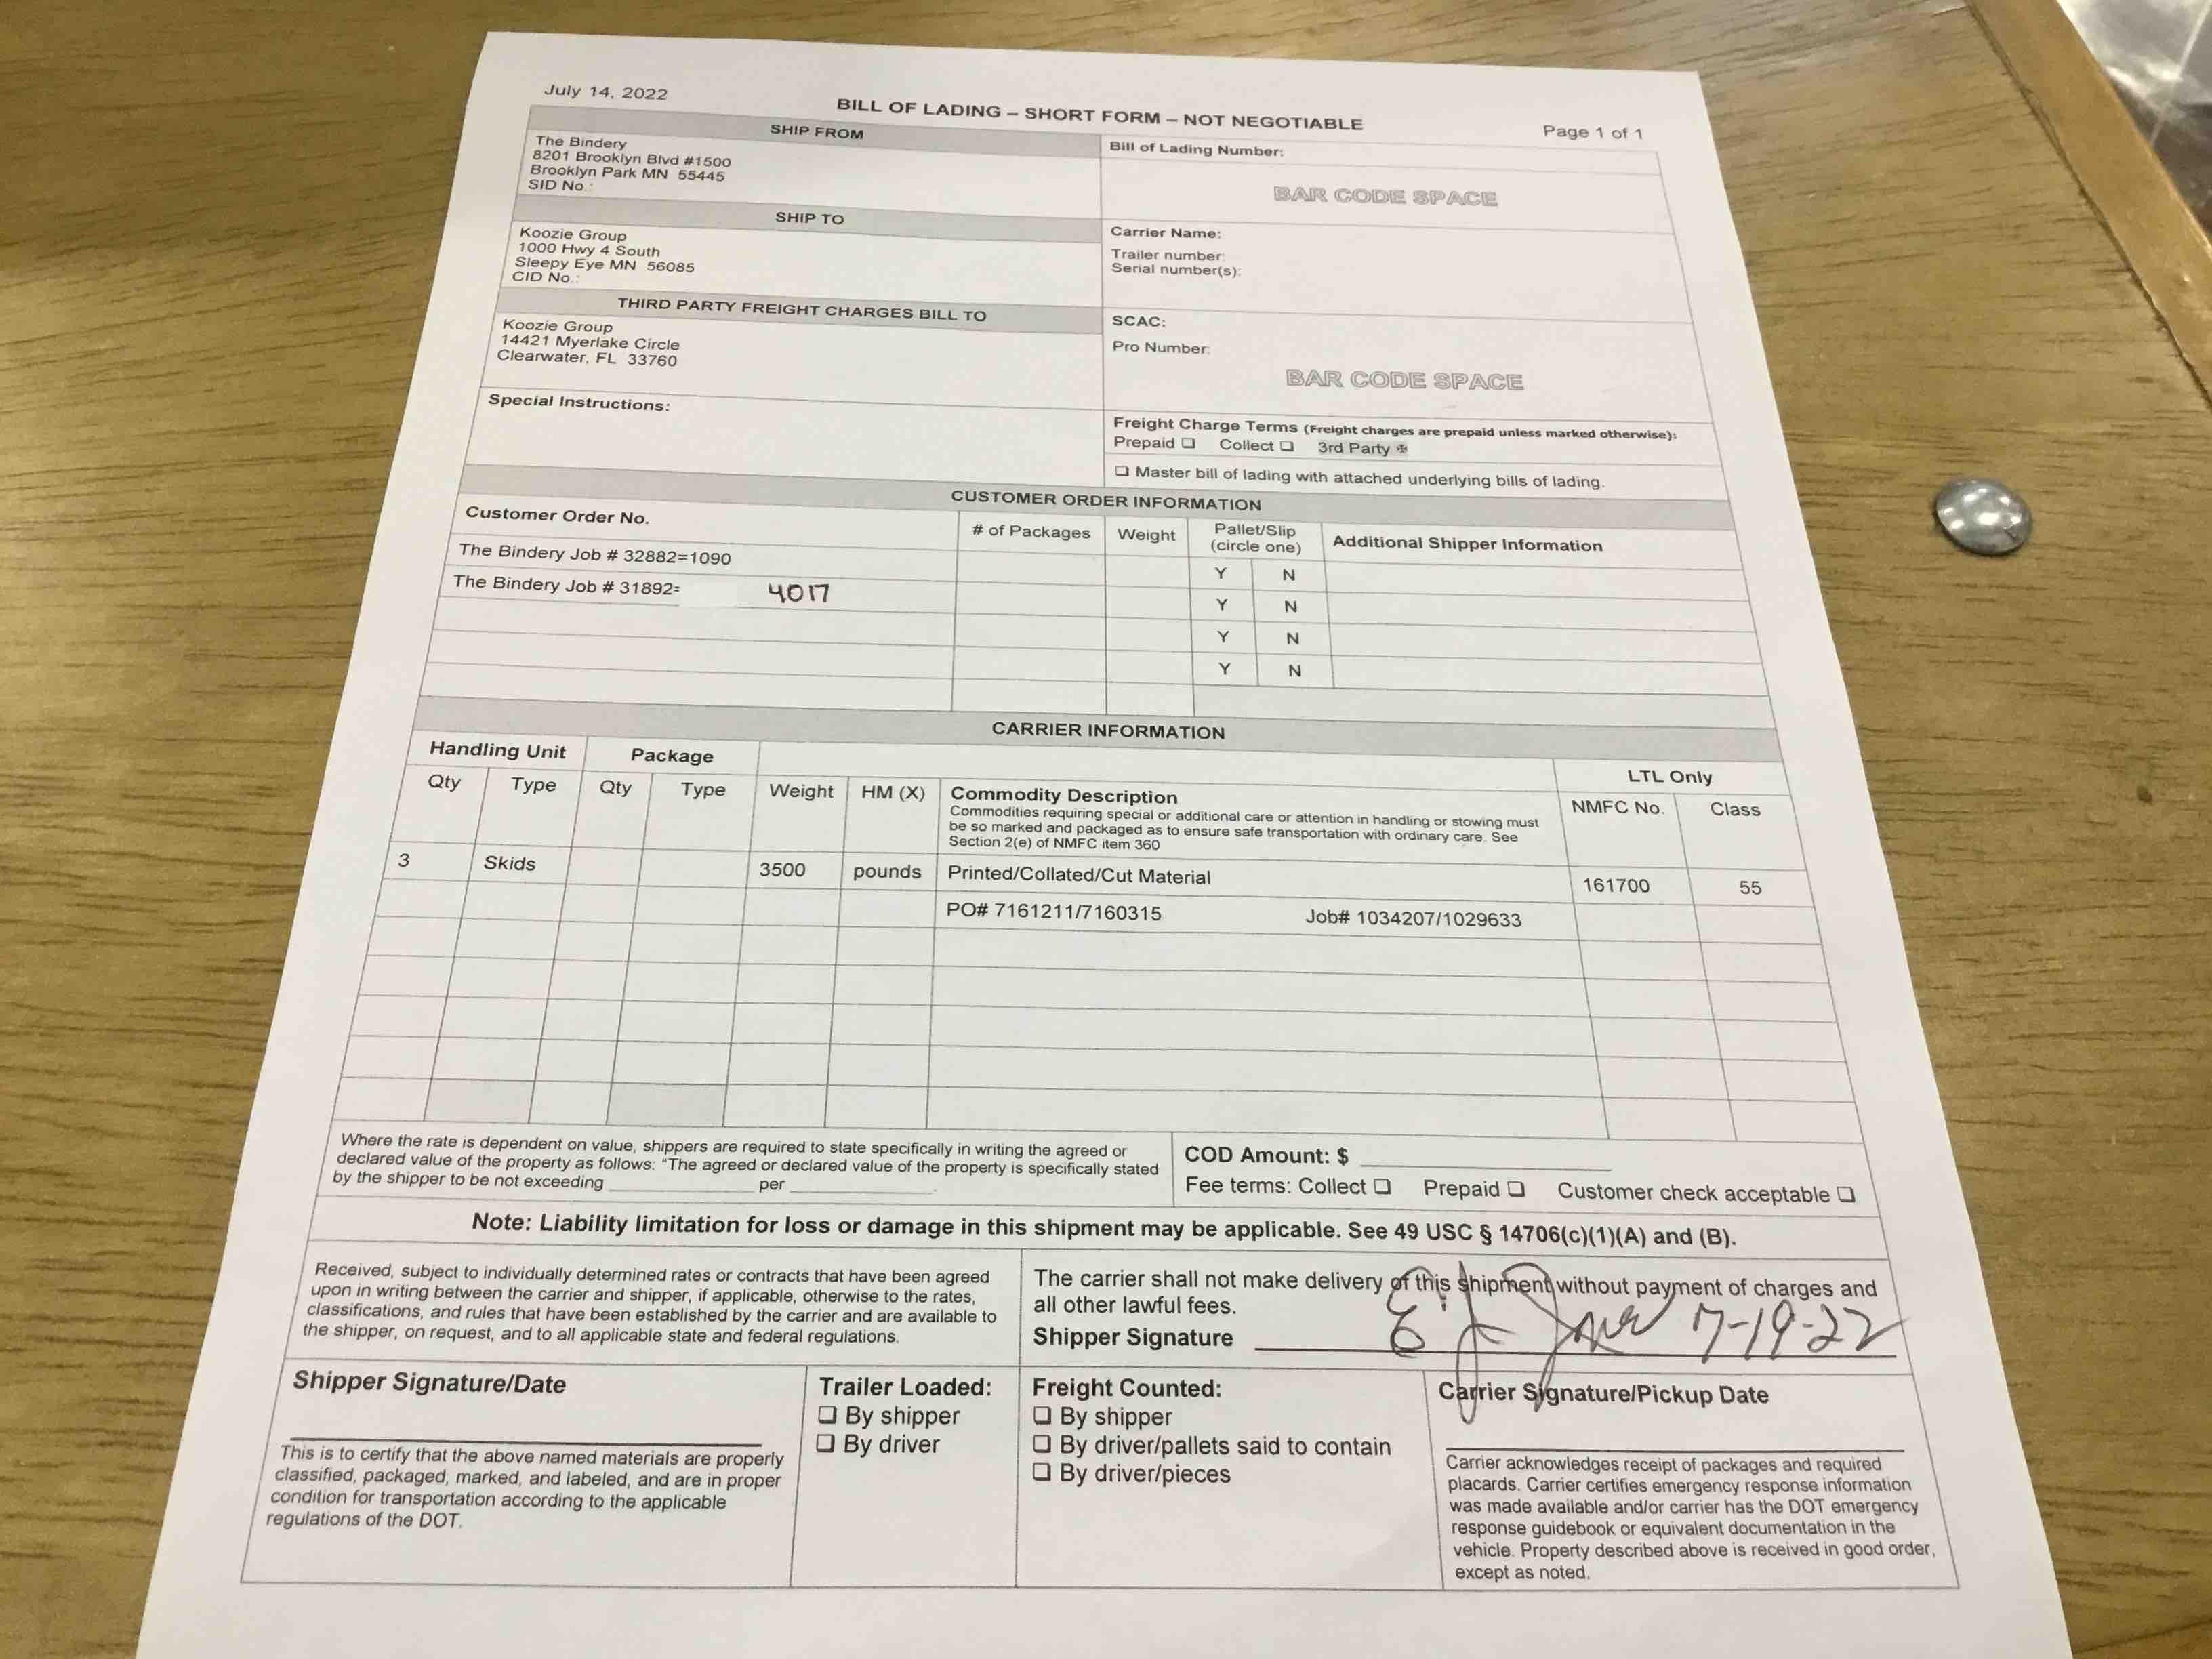 July 14, 2022
BILL OF LADING – SHORT FORM – NOT NEGOTIABLE
Page 1 of 1
SHIP FROM
The Bindery
8201 Brooklyn Blvd #1500
Brooklyn Park MN 55445
SID No.:
Bill of Lading Number:
BAR CODE SPACE
SHIP TO
Koozie Group
1000 Hwy 4 South
Sleepy Eye MN 56085
CID No.:
Carrier Name:
Trailer number:
Serial number(s):
THIRD PARTY FREIGHT CHARGES BILL TO
Koozie Group
14421 Myerlake Circle
Clearwater, FL 33760
SCAC:
Pro Number:
BAR CODE SPACE
Special Instructions:
Freight Charge Terms (Freight charges are prepaid unless marked otherwise):
Prepaid ❑ Collect ❑ 3rd Party ✠
❑ Master bill of lading with attached underlying bills of lading.
CUSTOMER ORDER INFORMATION
Customer Order No. # of Packages Weight Pallet/Slip (circle one) Additional Shipper Information
The Bindery Job # 32882=1090 Y N
The Bindery Job # 31892= 4017 Y N
Y N
Y N
CARRIER INFORMATION
Handling Unit Package LTL Only
Qty Type Qty Type Weight HM (X) Commodity Description NMFC No. Class
Commodities requiring special or additional care or attention in handling or stowing must
be so marked and packaged as to ensure safe transportation with ordinary care. See
Section 2(e) of NMFC item 360
3 Skids 3500 pounds Printed/Collated/Cut Material 161700 55
PO# 7161211/7160315 Job# 1034207/1029633
Where the rate is dependent on value, shippers are required to state specifically in writing the agreed or
declared value of the property as follows: "The agreed or declared value of the property is specifically stated
by the shipper to be not exceeding ____________ per ____________.
COD Amount: $ ____________
Fee terms: Collect ❑ Prepaid ❑ Customer check acceptable ❑
Note: Liability limitation for loss or damage in this shipment may be applicable. See 49 USC § 14706(c)(1)(A) and (B).
Received, subject to individually determined rates or contracts that have been agreed
upon in writing between the carrier and shipper, if applicable, otherwise to the rates,
classifications, and rules that have been established by the carrier and are available to
the shipper, on request, and to all applicable state and federal regulations.
The carrier shall not make delivery of this shipment without payment of charges and
all other lawful fees.
Shipper Signature 7-19-22
Shipper Signature/Date
This is to certify that the above named materials are properly
classified, packaged, marked, and labeled, and are in proper
condition for transportation according to the applicable
regulations of the DOT.
Trailer Loaded:
❑ By shipper
❑ By driver
Freight Counted:
❑ By shipper
❑ By driver/pallets said to contain
❑ By driver/pieces
Carrier Signature/Pickup Date
Carrier acknowledges receipt of packages and required
placards. Carrier certifies emergency response information
was made available and/or carrier has the DOT emergency
response guidebook or equivalent documentation in the
vehicle. Property described above is received in good order,
except as noted.